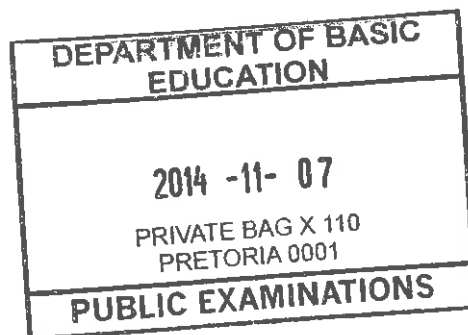 DEPARTMENT OF BASIC
EDUCATION
2014 -11- 07
PRIVATE BAG X 110
PRETORIA 0001
PUBLIC EXAMINATIONS